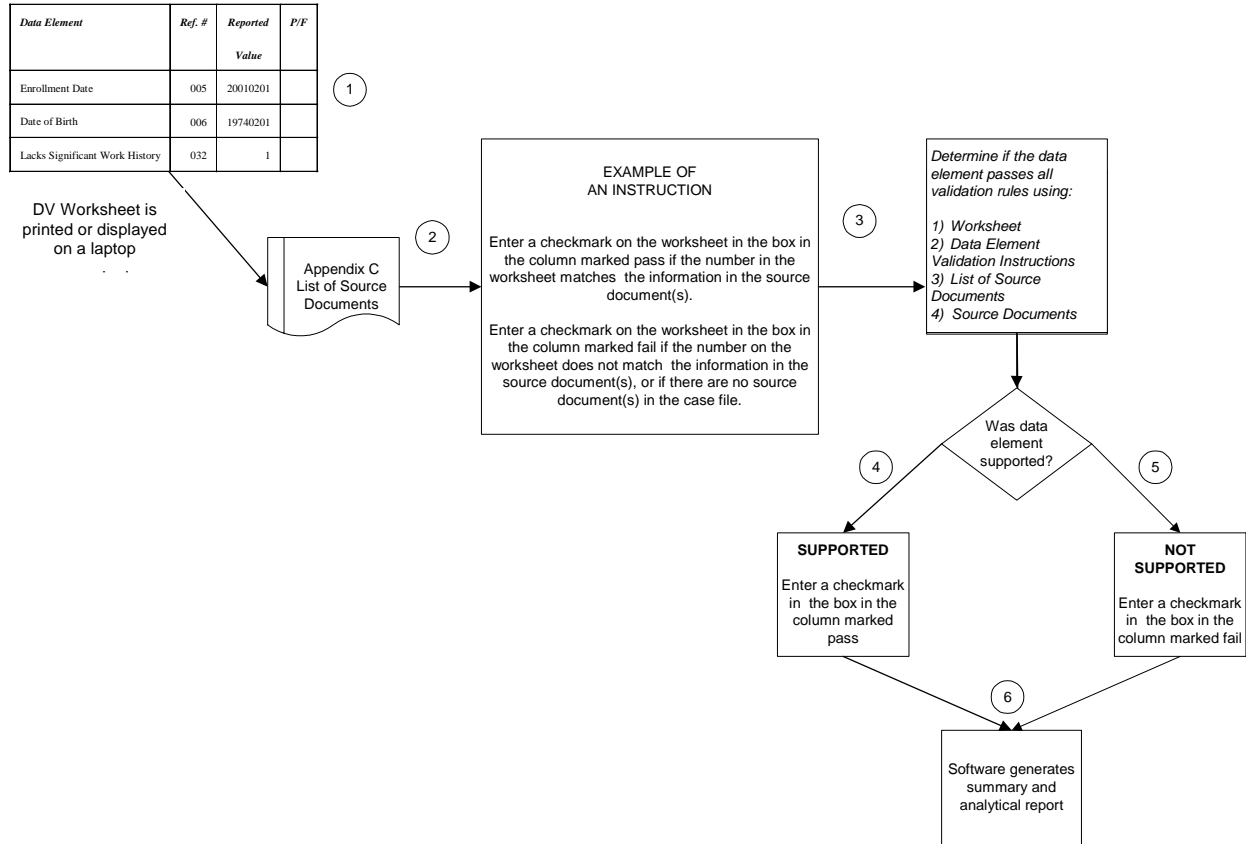 Data Element Ref. # Reported Value P/F
Enrollment Date 005 20010201
Date of Birth 006 19740201
Lacks Significant Work History 032 1
1
DV Worksheet is
printed or displayed
on a laptop
Appendix C
List of Source
Documents
2
EXAMPLE OF
AN INSTRUCTION
Enter a checkmark on the worksheet in the box in
the column marked pass if the number in the
worksheet matches the information in the source
document(s).
Enter a checkmark on the worksheet in the box in
the column marked fail if the number on the
worksheet does not match the information in the
source document(s), or if there are no source
document(s) in the case file.
3
Determine if the data
element passes all
validation rules using:
1) Worksheet
2) Data Element
Validation Instructions
3) List of Source
Documents
4) Source Documents
Was data
element
supported?
4
5
SUPPORTED
Enter a checkmark
in the box in the
column marked
pass
NOT
SUPPORTED
Enter a checkmark
in the box in the
column marked fail
6
Software generates
summary and
analytical report